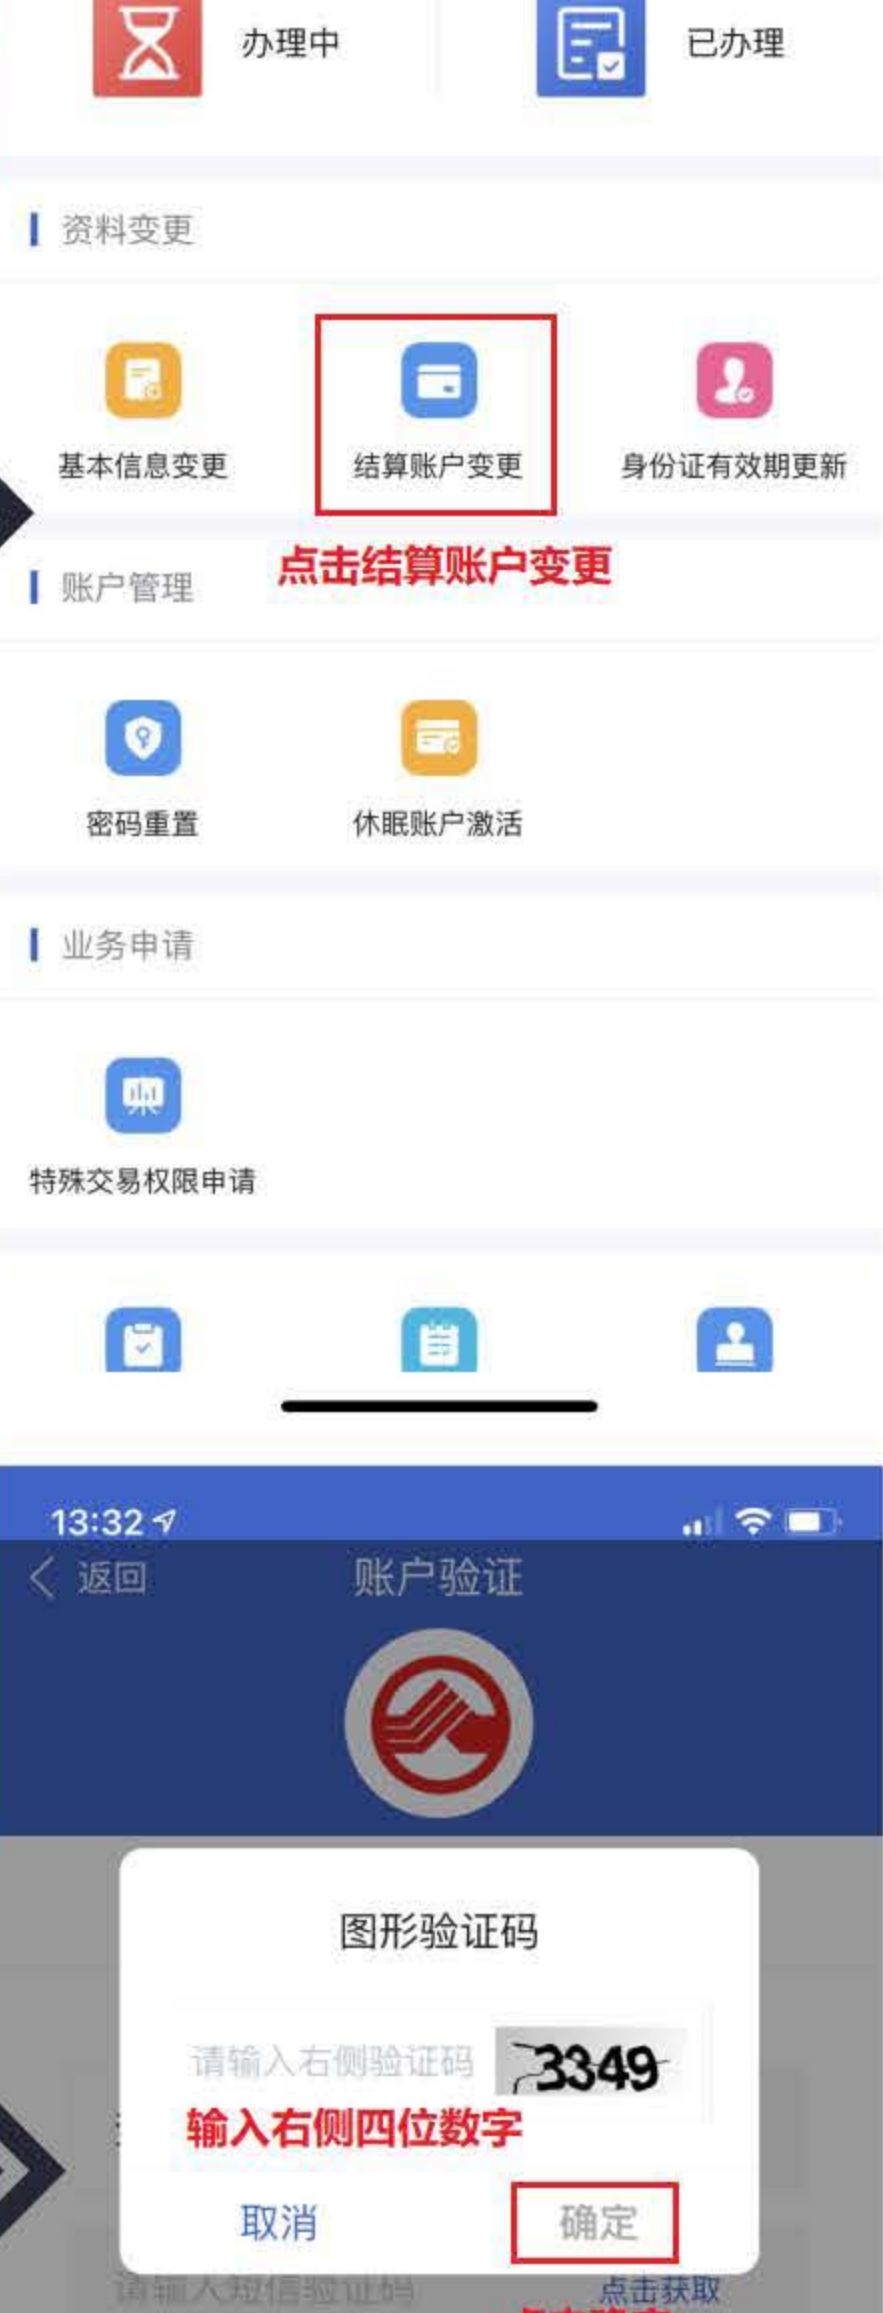 办理中 已办理
资料变更
基本信息变更 结算账户变更 身份证有效期更新
点击结算账户变更
账户管理
密码重置 休眠账户激活
业务申请
特殊交易权限申请
13:32
返回 账户验证
图形验证码
请输入右侧验证码 3349
输入右侧四位数字
取消 确定
请输入短信验证码 点击获取